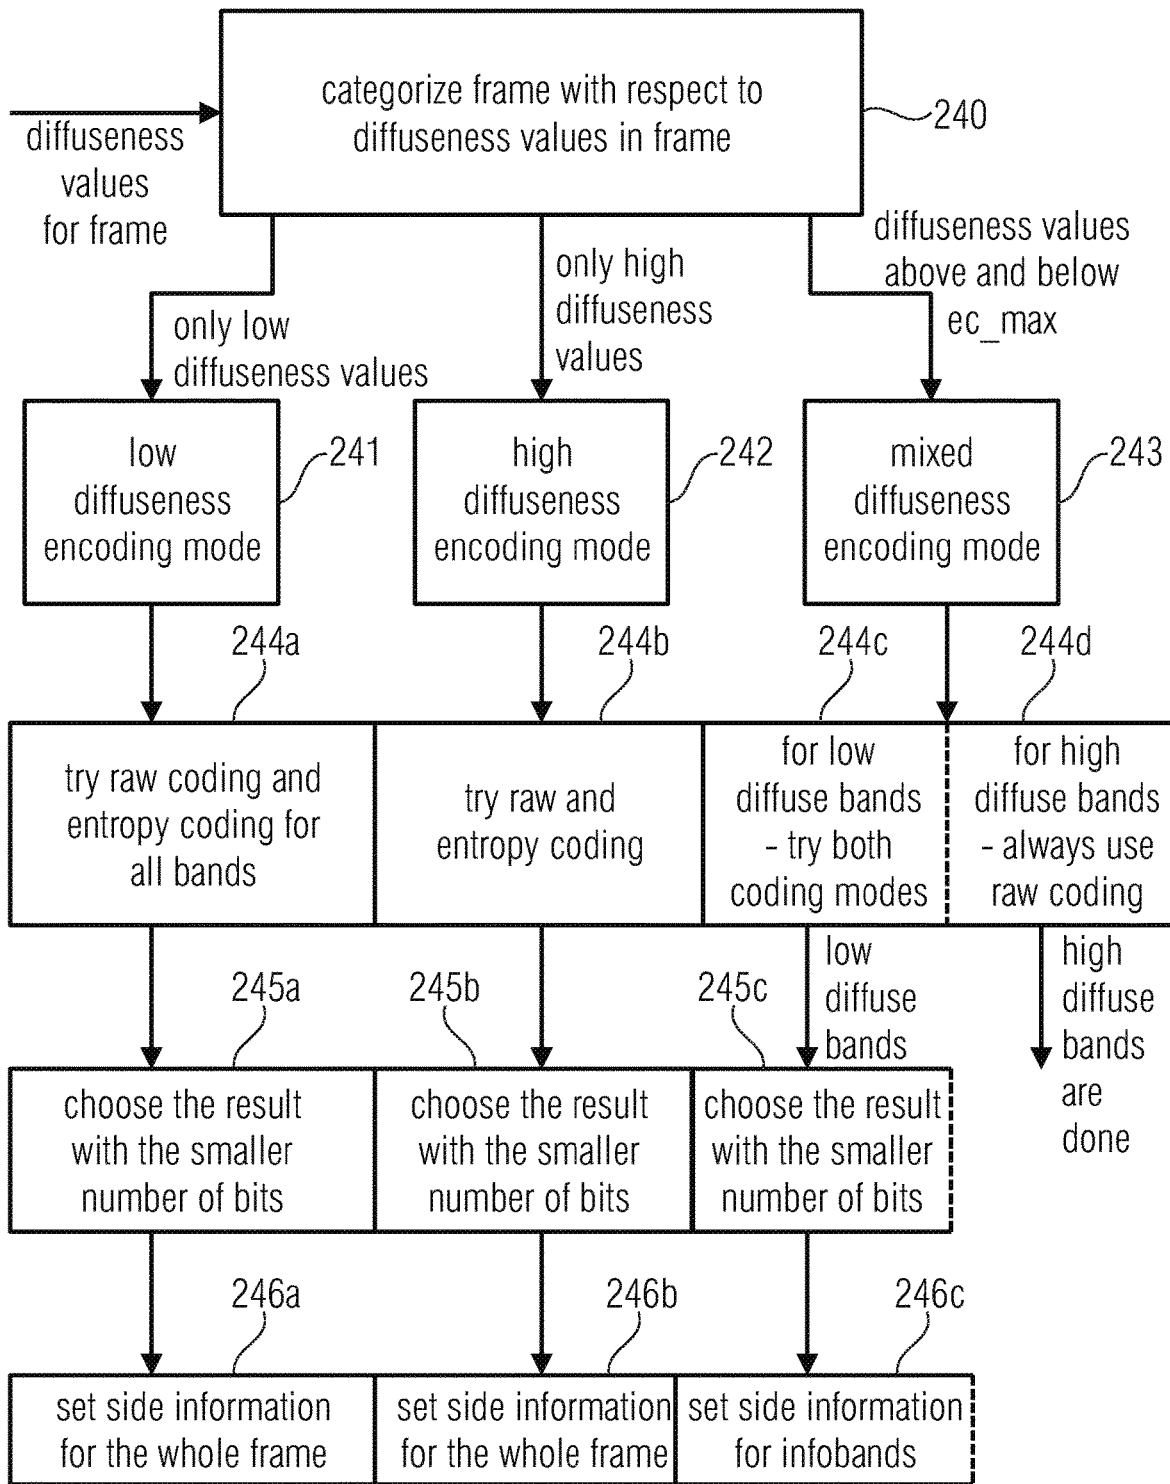 categorize frame with respect to
diffuseness values in frame
240
diffuseness
values
for frame
only low
diffuseness values
only high
diffuseness
values
diffuseness values
above and below
ec_max
low
diffuseness
encoding mode
241
high
diffuseness
encoding mode
242
mixed
diffuseness
encoding mode
243
244a
244b
244c
244d
try raw coding and
entropy coding for
all bands
try raw and
entropy coding
for low
diffuse bands
- try both
coding modes
for high
diffuse bands
- always use
raw coding
low
diffuse
bands
high
diffuse
bands
are
done
245a
245b
245c
choose the result
with the smaller
number of bits
choose the result
with the smaller
number of bits
choose the result
with the smaller
number of bits
246a
246b
246c
set side information
for the whole frame
set side information
for the whole frame
set side information
for infobands